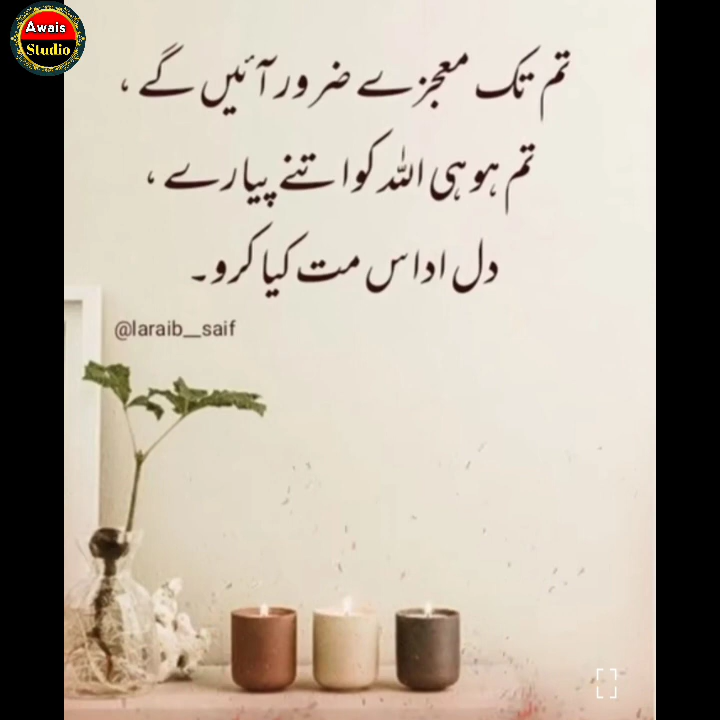 Awais
Studio
تم تک معجزے ضرور آئیں گے ،
تم ہو ہی اللہ کو اتنے پیارے ،
دل اداس مت کیا کرو۔
@laraib__saif